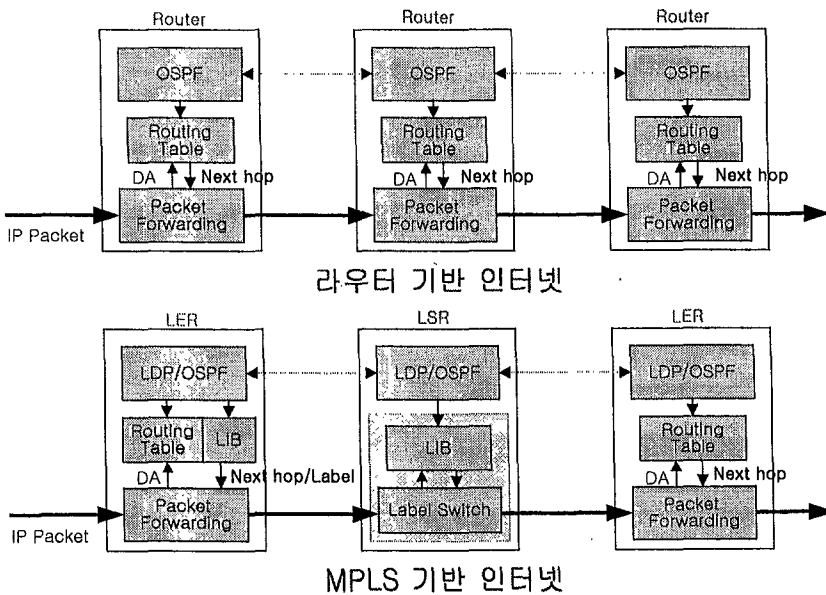 Router Router Router
OSPF OSPF OSPF
Routing Table Routing Table Routing Table
DA Next hop DA Next hop DA Next hop
Packet Forwarding Packet Forwarding Packet Forwarding
IP Packet
라우터 기반 인터넷
LER LSR LER
LDP/OSPF LDP/OSPF LDP/OSPF
Routing Table LIB LIB Routing Table
DA Next hop/Label DA Next hop
Packet Forwarding Label Switch Packet Forwarding
IP Packet
MPLS 기반 인터넷